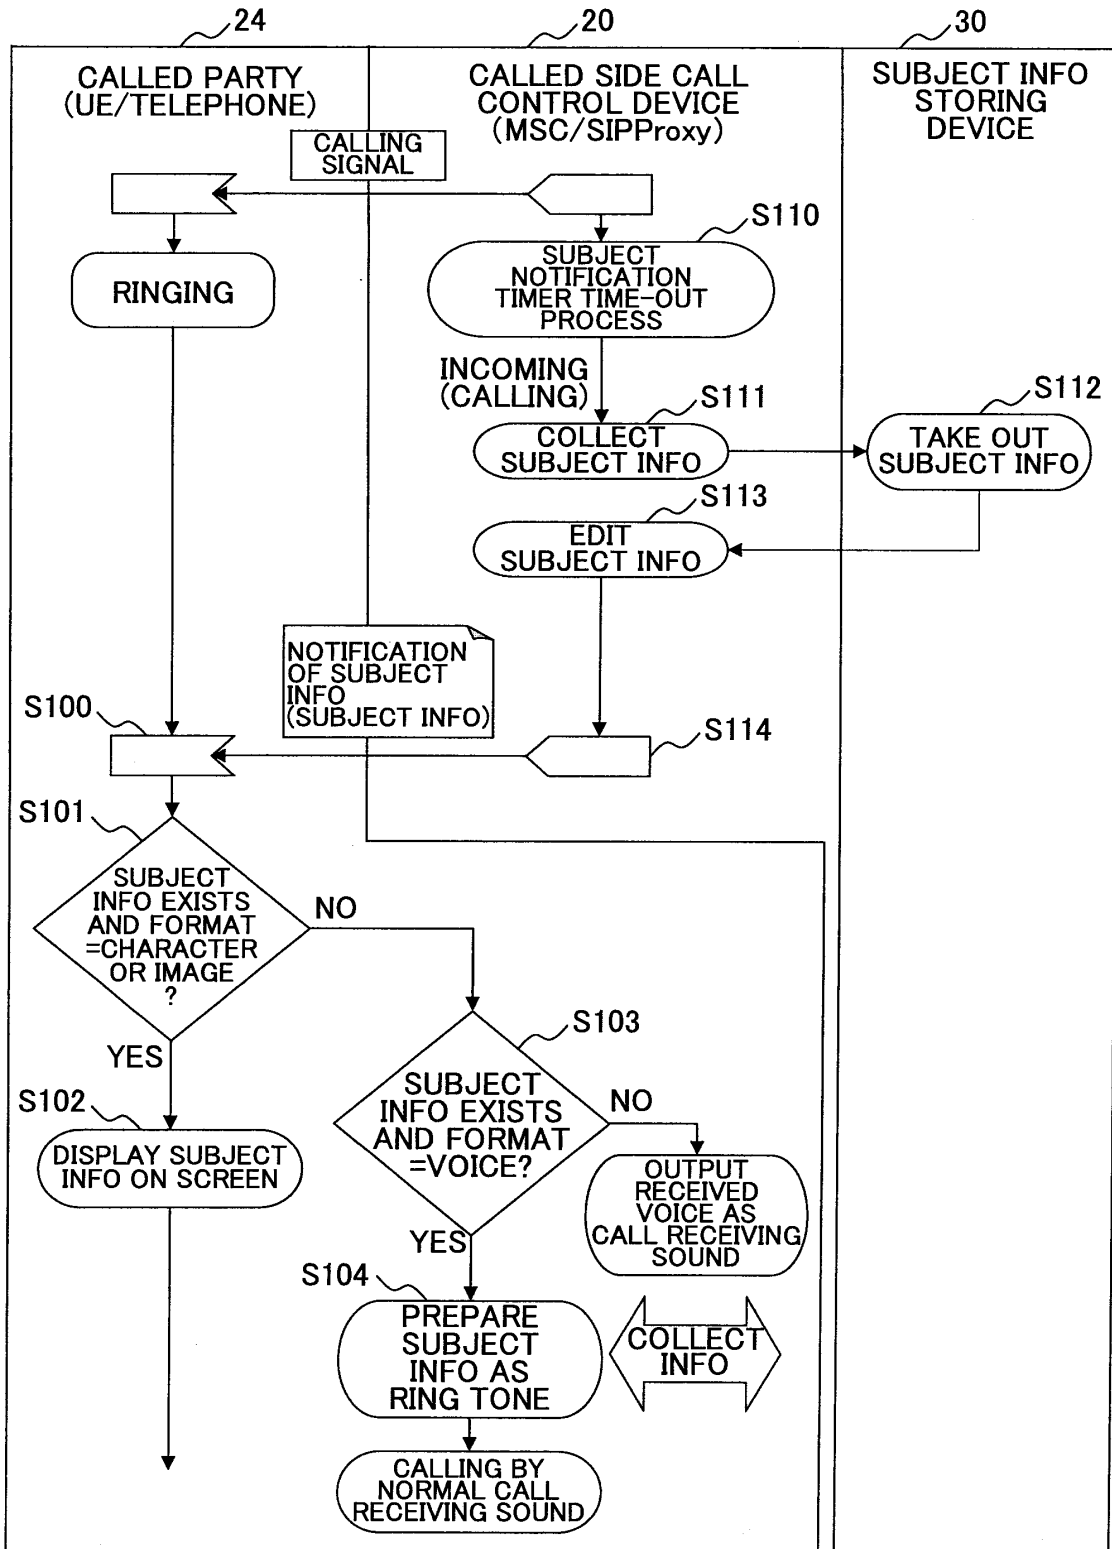 24
20
30
CALLED PARTY
(UE/TELEPHONE)
CALLED SIDE CALL
CONTROL DEVICE
(MSC/SIPProxy)
SUBJECT INFO
STORING
DEVICE
CALLING
SIGNAL
S110
SUBJECT
NOTIFICATION
TIMER TIME-OUT
PROCESS
RINGING
INCOMING
(CALLING)
S111
COLLECT
SUBJECT INFO
S112
TAKE OUT
SUBJECT INFO
S113
EDIT
SUBJECT INFO
NOTIFICATION
OF SUBJECT
INFO
(SUBJECT INFO)
S100
S114
S101
SUBJECT
INFO EXISTS
AND FORMAT
=CHARACTER
OR IMAGE
?
NO
YES
S103
SUBJECT
INFO EXISTS
AND FORMAT
=VOICE?
NO
YES
S102
DISPLAY SUBJECT
INFO ON SCREEN
OUTPUT
RECEIVED
VOICE AS
CALL RECEIVING
SOUND
S104
PREPARE
SUBJECT
INFO AS
RING TONE
COLLECT
INFO
CALLING BY
NORMAL CALL
RECEIVING SOUND